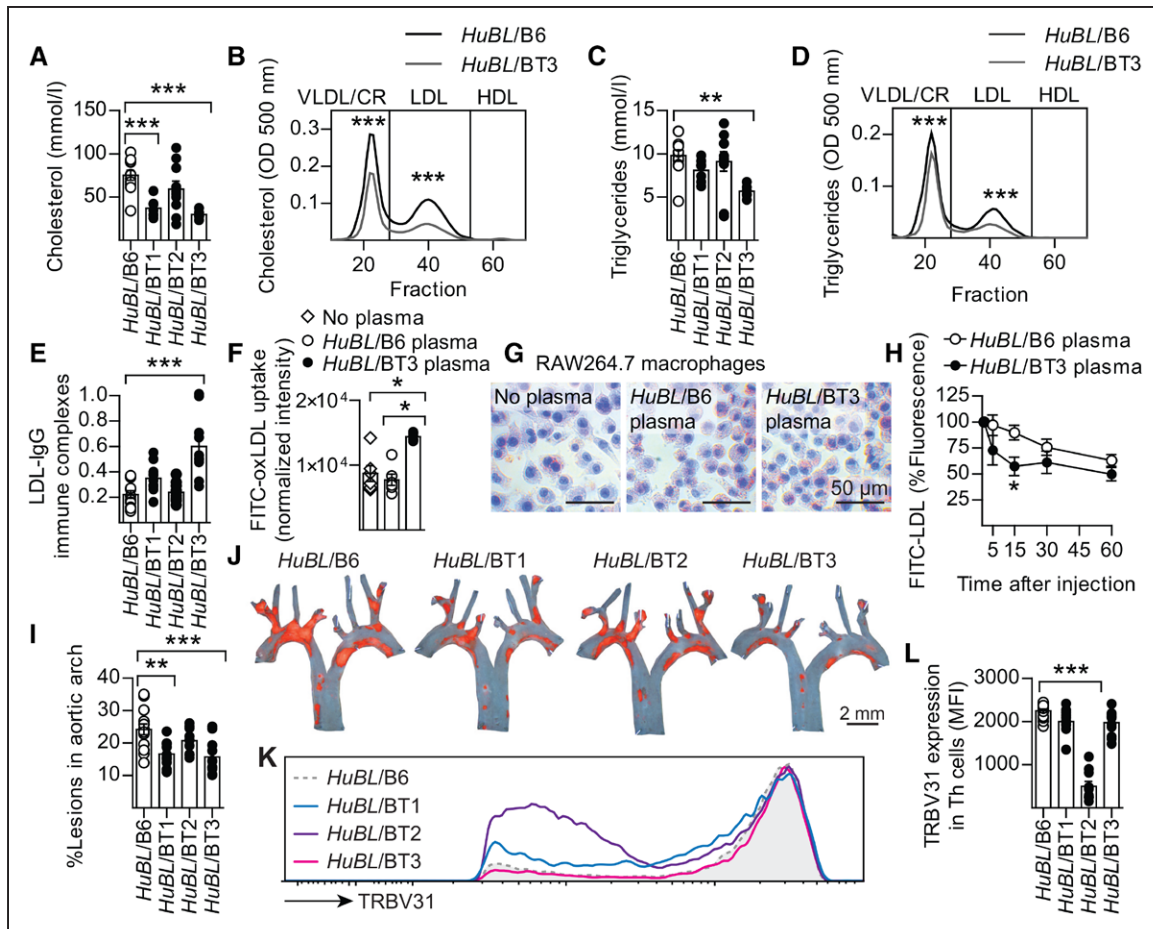 A
Cholesterol (mmol/l)
150
100
50
***
***
HuBL/B6
HuBL/BT1
HuBL/BT2
HuBL/BT3
B
HuBL/B6
HuBL/BT3
VLDL/CR LDL HDL
Cholesterol (OD 500 nm)
0.3
0.2
0.1
***
***
20 40 60
Fraction
C
Triglycerides (mmol/l)
15
10
5
**
HuBL/B6
HuBL/BT1
HuBL/BT2
HuBL/BT3
D
HuBL/B6
HuBL/BT3
VLDL/CR LDL HDL
Triglycerides (OD 500 nm)
0.2
0.1
***
***
20 40 60
Fraction
E
LDL-IgG
immune complexes
1.0
0.8
0.6
0.4
0.2
***
HuBL/B6
HuBL/BT1
HuBL/BT2
HuBL/BT3
No plasma
HuBL/B6 plasma
HuBL/BT3 plasma
F
FITC-oxLDL uptake
(normalized intensity)
2×10⁴
1×10⁴
*
*
G RAW264.7 macrophages
No plasma
HuBL/B6
plasma
HuBL/BT3
plasma
50 µm
H
HuBL/B6 plasma
HuBL/BT3 plasma
FITC-LDL (%Fluorescence)
125
100
75
50
25
*
5 15 30 45 60
Time after injection
I
%Lesions in aortic arch
40
30
20
10
***
**
HuBL/B6
HuBL/BT1
HuBL/BT2
HuBL/BT3
J
HuBL/B6 HuBL/BT1 HuBL/BT2 HuBL/BT3
2 mm
K
HuBL/B6
HuBL/BT1
HuBL/BT2
HuBL/BT3
TRBV31
L
TRBV31 expression
in Th cells (MFI)
3000
2000
1000
***
HuBL/B6
HuBL/BT1
HuBL/BT2
HuBL/BT3